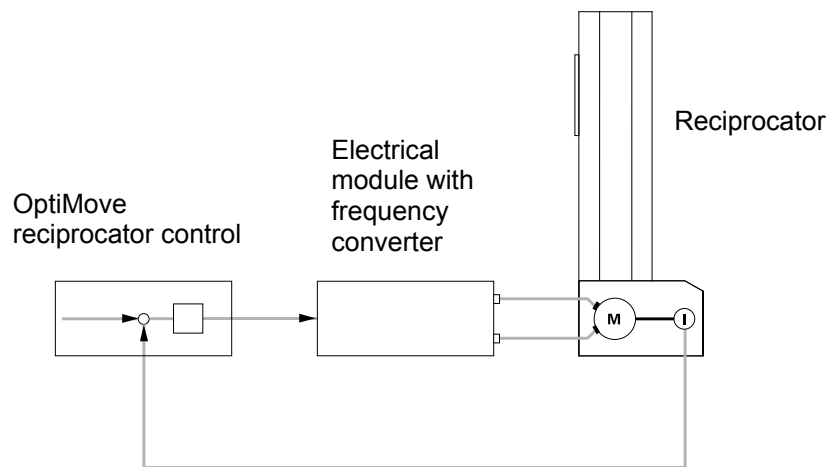 Reciprocator
Electrical
module with
frequency
converter
OptiMove
reciprocator control
M
I